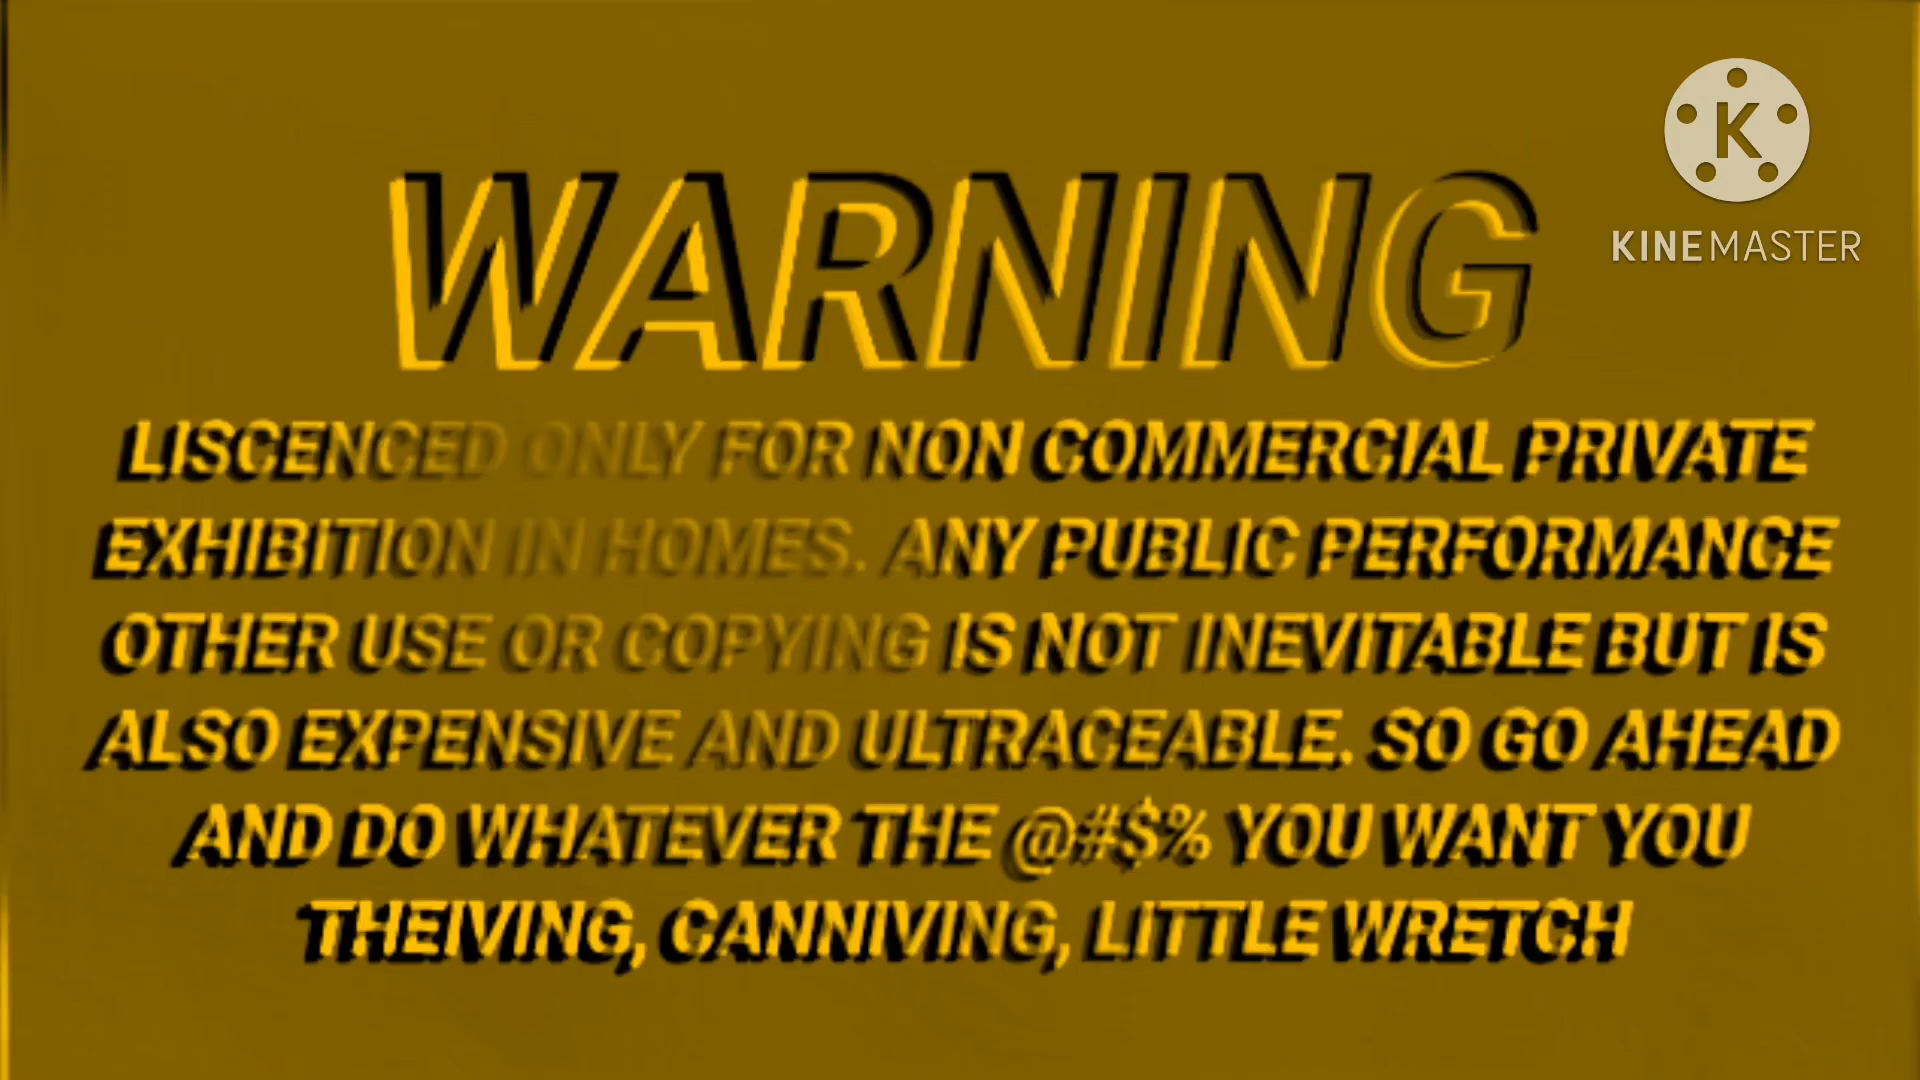 K
KINEMASTER
WARNING
LISCENCED ONLY FOR NON COMMERCIAL PRIVATE
EXHIBITION IN HOMES. ANY PUBLIC PERFORMANCE
OTHER USE OR COPYING IS NOT INEVITABLE BUT IS
ALSO EXPENSIVE AND ULTRACEABLE. SO GO AHEAD
AND DO WHATEVER THE @#$% YOU WANT YOU
THEIVING, CANNIVING, LITTLE WRETCH